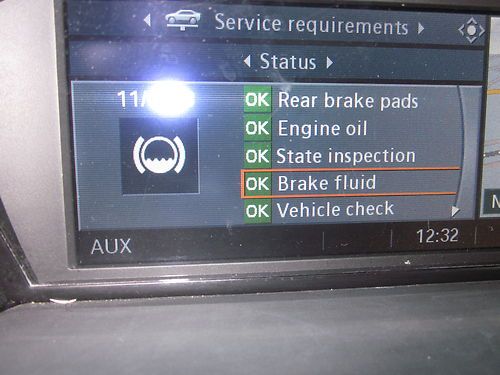 Service requirements
Status
OK Rear brake pads
OK Engine oil
OK State inspection
OK Brake fluid
OK Vehicle check
AUX
12:32